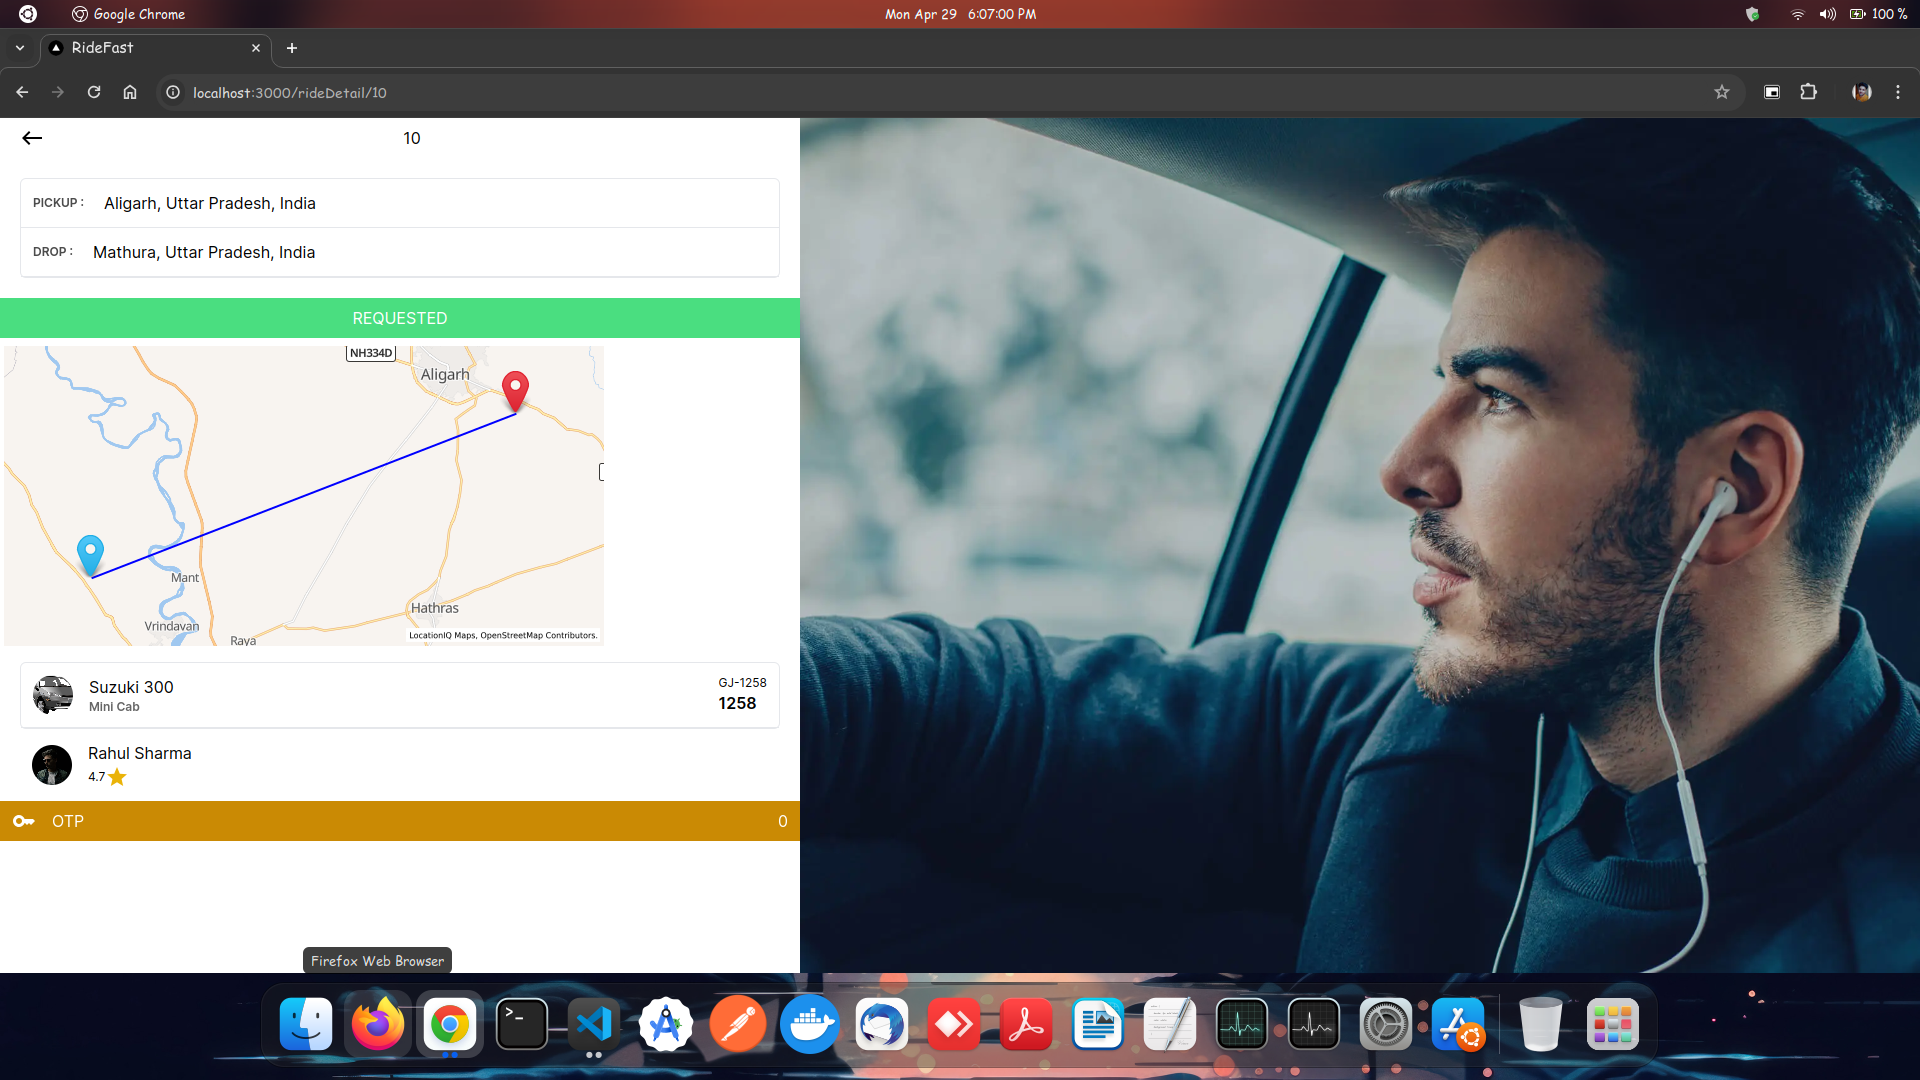 Google Chrome
Mon Apr 29 6:07:00 PM
100 %
RideFast
localhost:3000/rideDetail/10
10
PICKUP : Aligarh, Uttar Pradesh, India
DROP : Mathura, Uttar Pradesh, India
REQUESTED
NH334D
Aligarh
Mant
Hathras
Vrindavan
Raya
LocationIQ Maps, OpenStreetMap Contributors.
Suzuki 300
Mini Cab
GJ-1258
1258
Rahul Sharma
4.7
OTP 0
Firefox Web Browser
>_